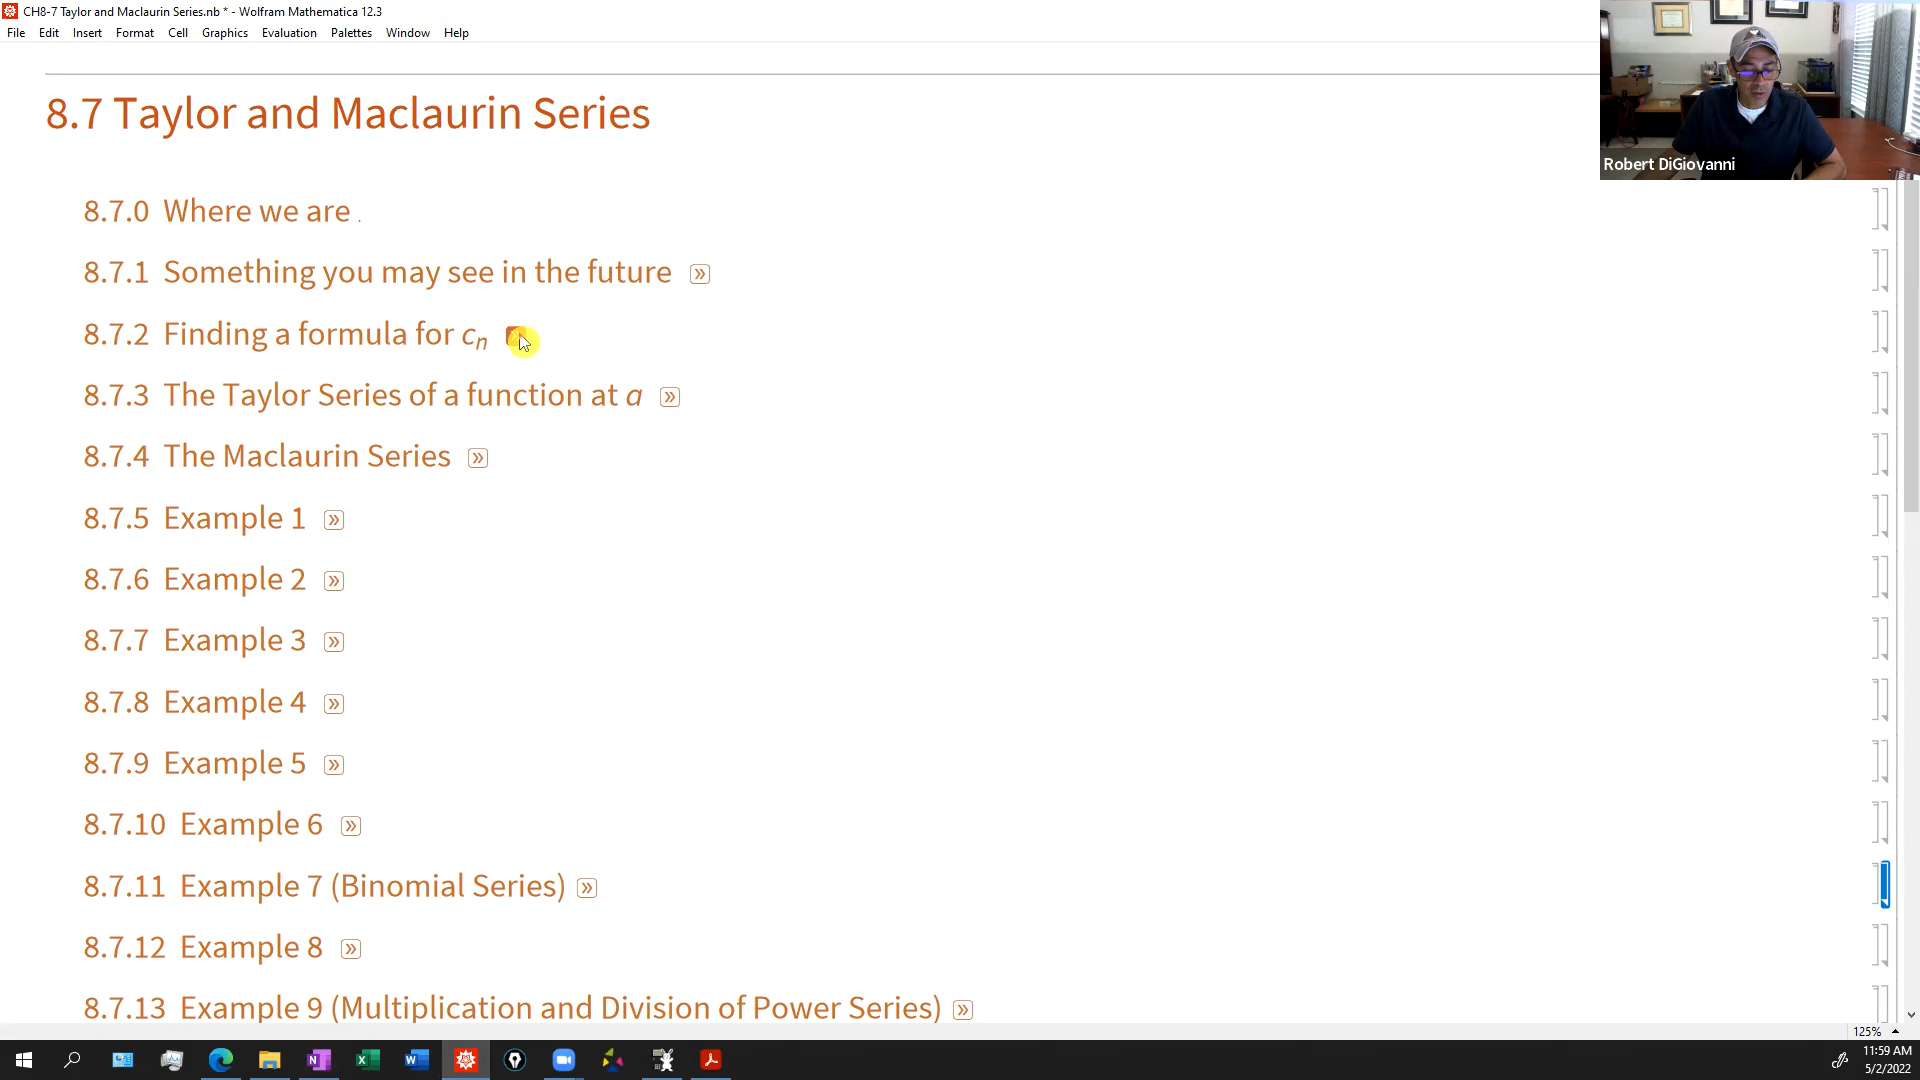 CH8-7 Taylor and Maclaurin Series.nb * - Wolfram Mathematica 12.3
File Edit Insert Format Cell Graphics Evaluation Palettes Window Help
8.7 Taylor and Maclaurin Series
Robert DiGiovanni
8.7.0 Where we are .
8.7.1 Something you may see in the future »
8.7.2 Finding a formula for cₙ
8.7.3 The Taylor Series of a function at a »
8.7.4 The Maclaurin Series »
8.7.5 Example 1 »
8.7.6 Example 2 »
8.7.7 Example 3 »
8.7.8 Example 4 »
8.7.9 Example 5 »
8.7.10 Example 6 »
8.7.11 Example 7 (Binomial Series) »
8.7.12 Example 8 »
8.7.13 Example 9 (Multiplication and Division of Power Series) »
125%
11:59 AM
5/2/2022